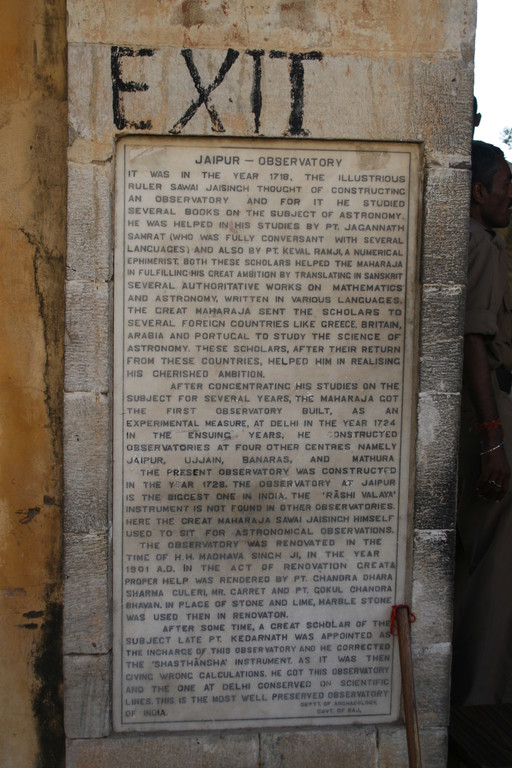 EXIT
JAIPUR - OBSERVATORY
IT WAS IN THE YEAR 1718, THE ILLUSTRIOUS
RULER SAWAI JAISINGH THOUGHT OF CONSTRUCTING
AN OBSERVATORY AND FOR IT HE STUDIED
SEVERAL BOOKS ON THE SUBJECT OF ASTRONOMY.
HE WAS HELPED IN HIS STUDIES BY PT. JAGANNATH
SAMRAT (WHO WAS FULLY CONVERSANT WITH SEVERAL
LANGUAGES) AND ALSO BY PT. KEVAL RAMJI, A NUMERICAL
EPHIMERIST. BOTH THESE SCHOLARS HELPED THE MAHARAJA
IN FULFILLING HIS GREAT AMBITION BY TRANSLATING IN SANSKRIT
SEVERAL AUTHORITATIVE WORKS ON MATHEMATICS
AND ASTRONOMY, WRITTEN IN VARIOUS LANGUAGES.
THE GREAT MAHARAJA SENT THE SCHOLARS TO
SEVERAL FOREIGN COUNTRIES LIKE GREECE, BRITAIN,
ARABIA AND PORTUGAL TO STUDY THE SCIENCE OF
ASTRONOMY. THESE SCHOLARS, AFTER THEIR RETURN
FROM THESE COUNTRIES, HELPED HIM IN REALISING
HIS CHERISHED AMBITION.
AFTER CONCENTRATING HIS STUDIES ON THE
SUBJECT FOR SEVERAL YEARS, THE MAHARAJA GOT
THE FIRST OBSERVATORY BUILT, AS AN
EXPERIMENTAL MEASURE, AT DELHI IN THE YEAR 1724
IN THE ENSUING YEARS, HE CONSTRUCTED
OBSERVATORIES AT FOUR OTHER CENTRES NAMELY
JAIPUR, UJJAIN, BANARAS, AND MATHURA
THE PRESENT OBSERVATORY WAS CONSTRUCTED
IN THE YEAR 1728. THE OBSERVATORY AT JAIPUR
IS THE BIGGEST ONE IN INDIA. THE 'RĀSHI VALAYA'
INSTRUMENT IS NOT FOUND IN OTHER OBSERVATORIES.
HERE THE GREAT MAHARAJA SAWAI JAISINGH HIMSELF
USED TO SIT FOR ASTRONOMICAL OBSERVATIONS.
THE OBSERVATORY WAS RENOVATED IN THE
TIME OF H.H. MADHAVA SINGH JI, IN THE YEAR
1901 A.D. IN THE ACT OF RENOVATION GREAT &
PROPER HELP WAS RENDERED BY PT. CHANDRA DHARA
SHARMA GULERI, MR. GARRET AND PT. GOKUL CHANDRA
BHAVAN. IN PLACE OF STONE AND LIME, MARBLE STONE
WAS USED THEN IN RENOVATON.
AFTER SOME TIME, A GREAT SCHOLAR OF THE
SUBJECT LATE PT. KEDARNATH WAS APPOINTED AS
THE INCHARGE OF THIS OBSERVATORY AND HE CORRECTED
THE 'SHASTHĀNSHA' INSTRUMENT. AS IT WAS THEN
GIVING WRONG CALCULATIONS. HE GOT THIS OBSERVATORY
AND THE ONE AT DELHI CONSERVED ON SCIENTIFIC
LINES. THIS IS THE MOST WELL PRESERVED OBSERVATORY
OF INDIA.
DEPTT. OF ARCHAEOLOGY,
GOVT. OF RAJ.